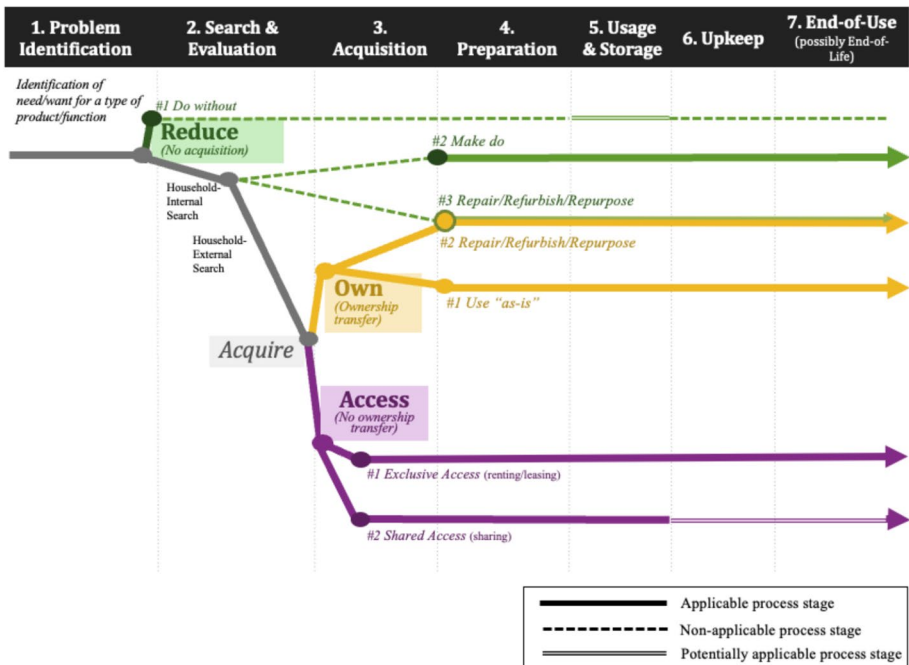 1. Problem
Identification
2. Search &
Evaluation
3.
Acquisition
4.
Preparation
5. Usage
& Storage
6. Upkeep
7. End-of-Use
(possibly End-of-
Life)
Identification of
need/want for a type of
product/function
#1 Do without
Reduce
(No acquisition)
#2 Make do
Household-
Internal
Search
#3 Repair/Refurbish/Repurpose
Household-
External
Search
#2 Repair/Refurbish/Repurpose
Own
(Ownership
transfer)
#1 Use “as-is”
Acquire
Access
(No ownership
transfer)
#1 Exclusive Access (renting/leasing)
#2 Shared Access (sharing)
Applicable process stage
Non-applicable process stage
Potentially applicable process stage